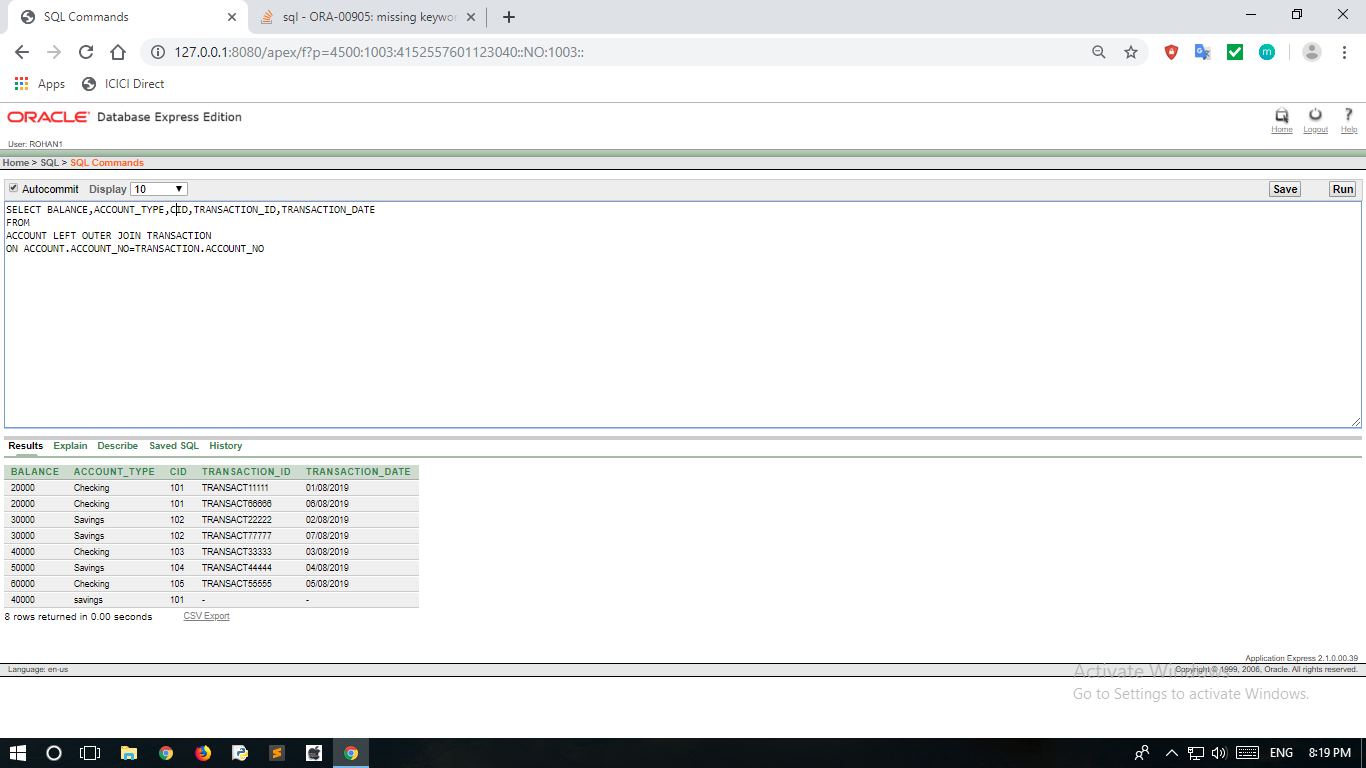 SQL Commands
sql - ORA-00905: missing keywor
127.0.0.1:8080/apex/f?p=4500:1003:4152557601123040::NO:1003::
m
Apps ICICI Direct
ORACLE Database Express Edition
Home Logout Help
User: ROHAN1
Home > SQL > SQL Commands
Autocommit Display 10 Save Run
SELECT BALANCE,ACCOUNT_TYPE,CID,TRANSACTION_ID,TRANSACTION_DATE
FROM
ACCOUNT LEFT OUTER JOIN TRANSACTION
ON ACCOUNT.ACCOUNT_NO=TRANSACTION.ACCOUNT_NO
Results Explain Describe Saved SQL History
BALANCE ACCOUNT_TYPE CID TRANSACTION_ID TRANSACTION_DATE
20000 Checking 101 TRANSACT11111 01/08/2019
20000 Checking 101 TRANSACT66666 06/08/2019
30000 Savings 102 TRANSACT22222 02/08/2019
30000 Savings 102 TRANSACT77777 07/08/2019
40000 Checking 103 TRANSACT33333 03/08/2019
50000 Savings 104 TRANSACT44444 04/08/2019
60000 Checking 105 TRANSACT55555 05/08/2019
40000 savings 101 - -
8 rows returned in 0.00 seconds CSV Export
Application Express 2.1.0.00.39
Language: en-us Copyright © 1999, 2006, Oracle. All rights reserved.
Activate Windows
Go to Settings to activate Windows.
ENG 8:19 PM